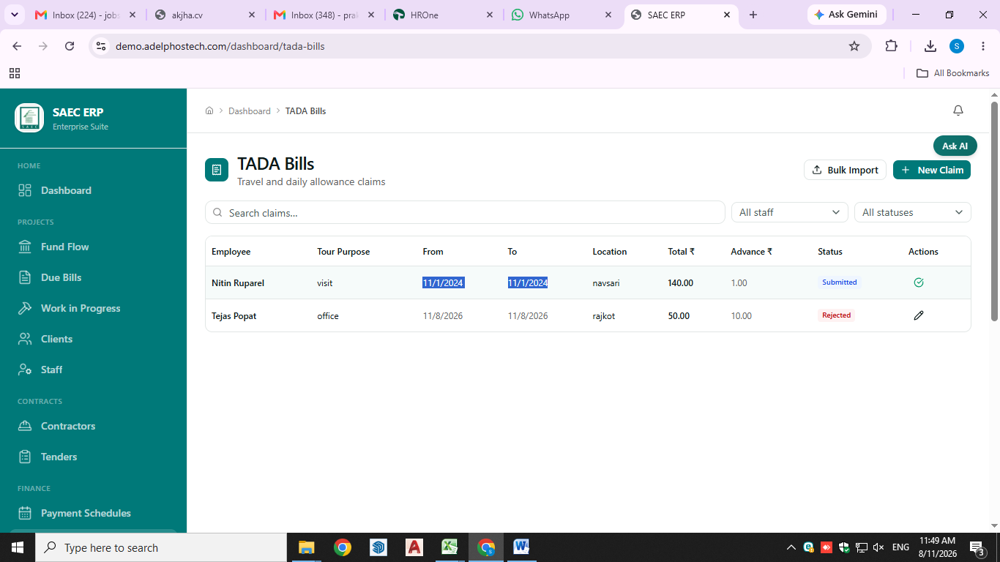 Inbox (224) - jobs
akjha.cv
Inbox (348) - pral
HROne
WhatsApp
SAEC ERP
Ask Gemini
demo.adelphostech.com/dashboard/tada-bills
S
All Bookmarks
SAEC ERP
Enterprise Suite
HOME
Dashboard
PROJECTS
Fund Flow
Due Bills
Work in Progress
Clients
Staff
CONTRACTS
Contractors
Tenders
FINANCE
Payment Schedules
Dashboard
TADA Bills
Ask AI
TADA Bills
Travel and daily allowance claims
Bulk Import
New Claim
Search claims...
All staff
All statuses
Employee Tour Purpose From To Location Total ₹ Advance ₹ Status Actions
Nitin Ruparel visit 11/1/2024 11/1/2024 navsari 140.00 1.00 Submitted
Tejas Popat office 11/8/2026 11/8/2026 rajkot 50.00 10.00 Rejected
Type here to search
ENG
11:49 AM
8/11/2026
3